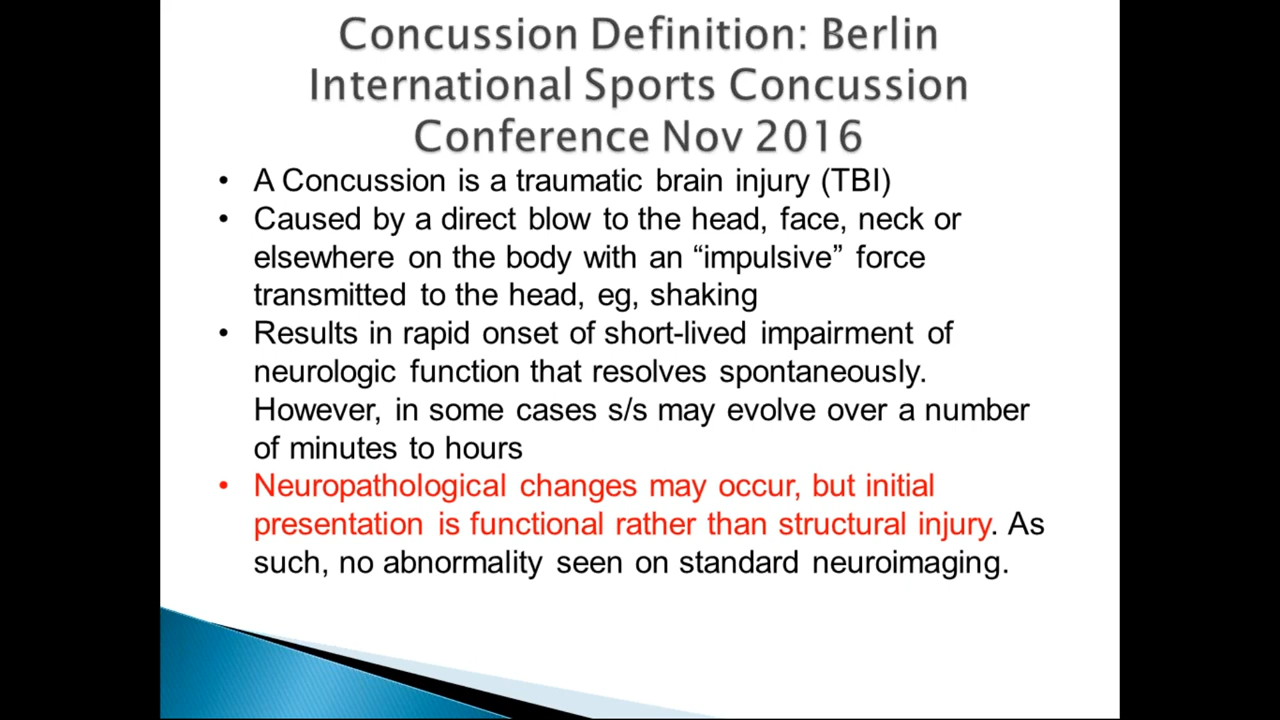 Concussion Definition: Berlin
International Sports Concussion
Conference Nov 2016
• A Concussion is a traumatic brain injury (TBI)
• Caused by a direct blow to the head, face, neck or
elsewhere on the body with an “impulsive” force
transmitted to the head, eg, shaking
• Results in rapid onset of short-lived impairment of
neurologic function that resolves spontaneously.
However, in some cases s/s may evolve over a number
of minutes to hours
• Neuropathological changes may occur, but initial
presentation is functional rather than structural injury. As
such, no abnormality seen on standard neuroimaging.